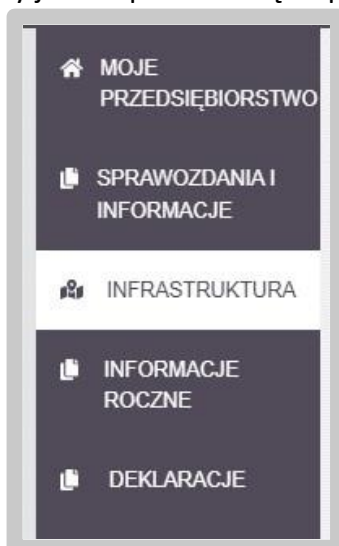 MOJE
PRZEDSIĘBIORSTWO
SPRAWOZDANIA I
INFORMACJE
INFRASTRUKTURA
INFORMACJE
ROCZNE
DEKLARACJE